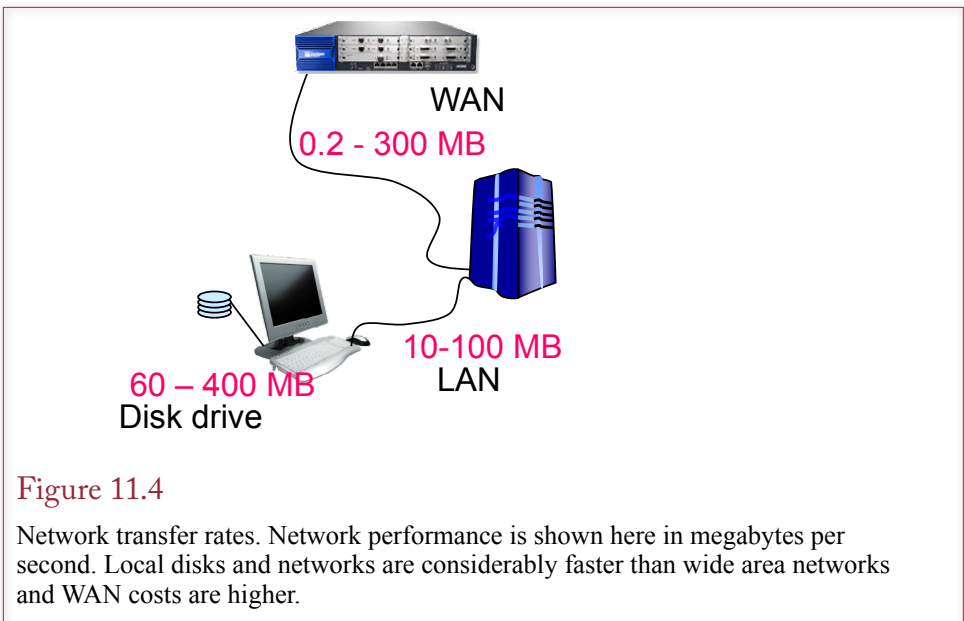 WAN
0.2 - 300 MB
10-100 MB
LAN
60 – 400 MB
Disk drive
Figure 11.4
Network transfer rates. Network performance is shown here in megabytes per
second. Local disks and networks are considerably faster than wide area networks
and WAN costs are higher.